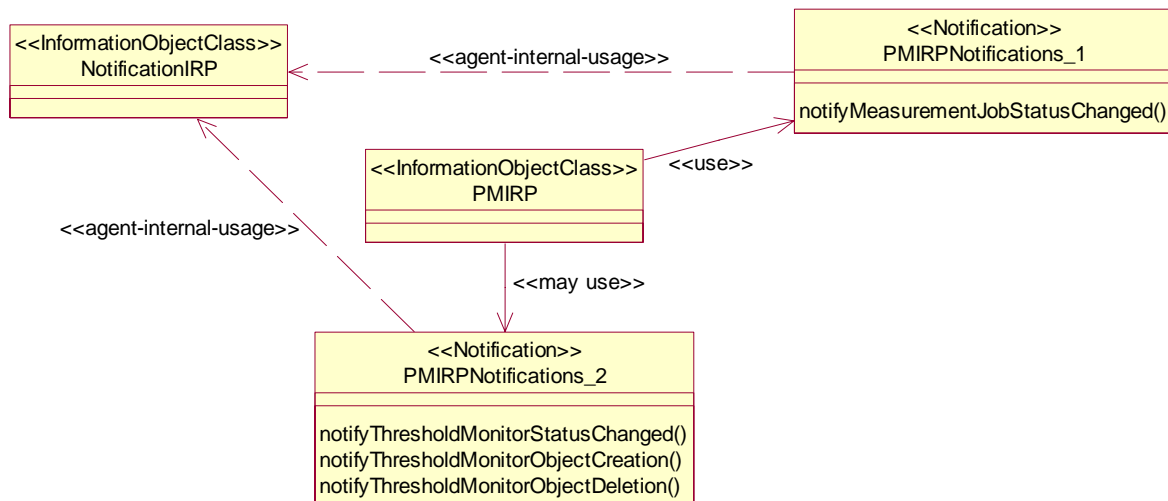 <<InformationObjectClass>>
NotificationIRP
<<agent-internal-usage>>
<<Notification>>
PMIRPNotifications_1
notifyMeasurementJobStatusChanged()
<<InformationObjectClass>>
PMIRP
<<use>>
<<agent-internal-usage>>
<<may use>>
<<Notification>>
PMIRPNotifications_2
notifyThresholdMonitorStatusChanged()
notifyThresholdMonitorObjectCreation()
notifyThresholdMonitorObjectDeletion()